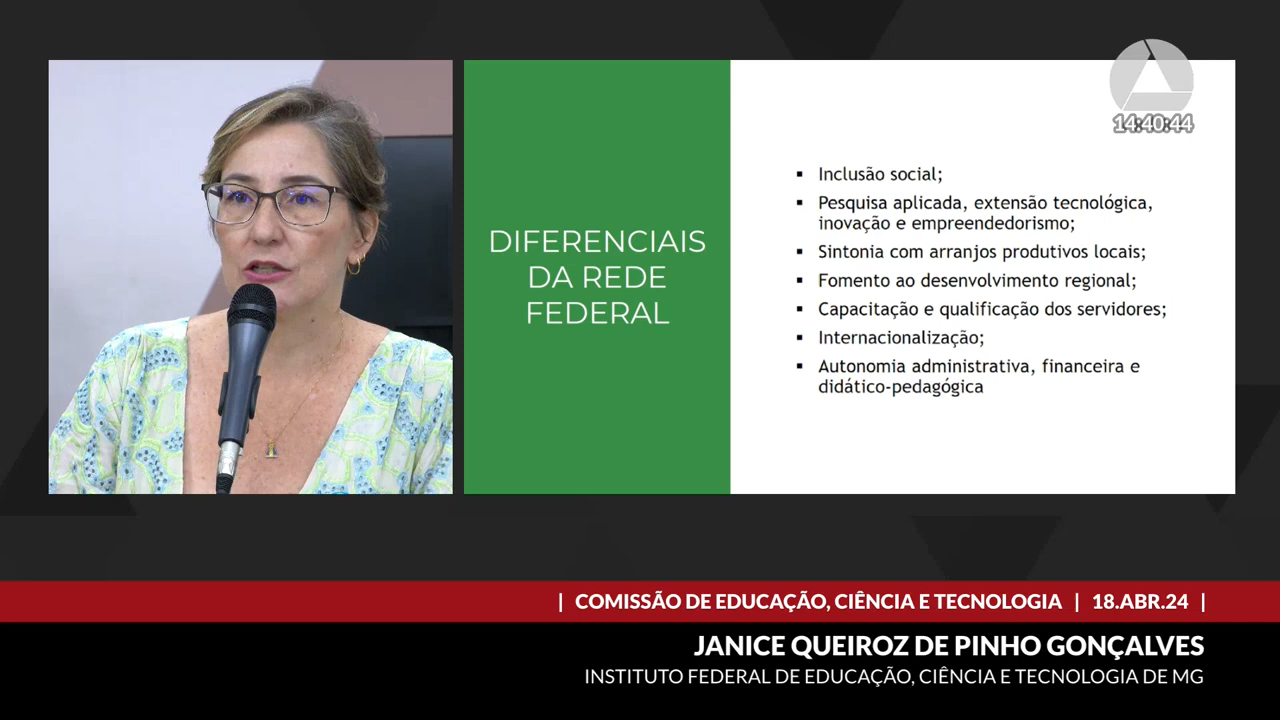 14:40:44
DIFERENCIAIS
DA REDE
FEDERAL
▪ Inclusão social;
▪ Pesquisa aplicada, extensão tecnológica,
inovação e empreendedorismo;
▪ Sintonia com arranjos produtivos locais;
▪ Fomento ao desenvolvimento regional;
▪ Capacitação e qualificação dos servidores;
▪ Internacionalização;
▪ Autonomia administrativa, financeira e
didático-pedagógica
| COMISSÃO DE EDUCAÇÃO, CIÊNCIA E TECNOLOGIA | 18.ABR.24 |
JANICE QUEIROZ DE PINHO GONÇALVES
INSTITUTO FEDERAL DE EDUCAÇÃO, CIÊNCIA E TECNOLOGIA DE MG